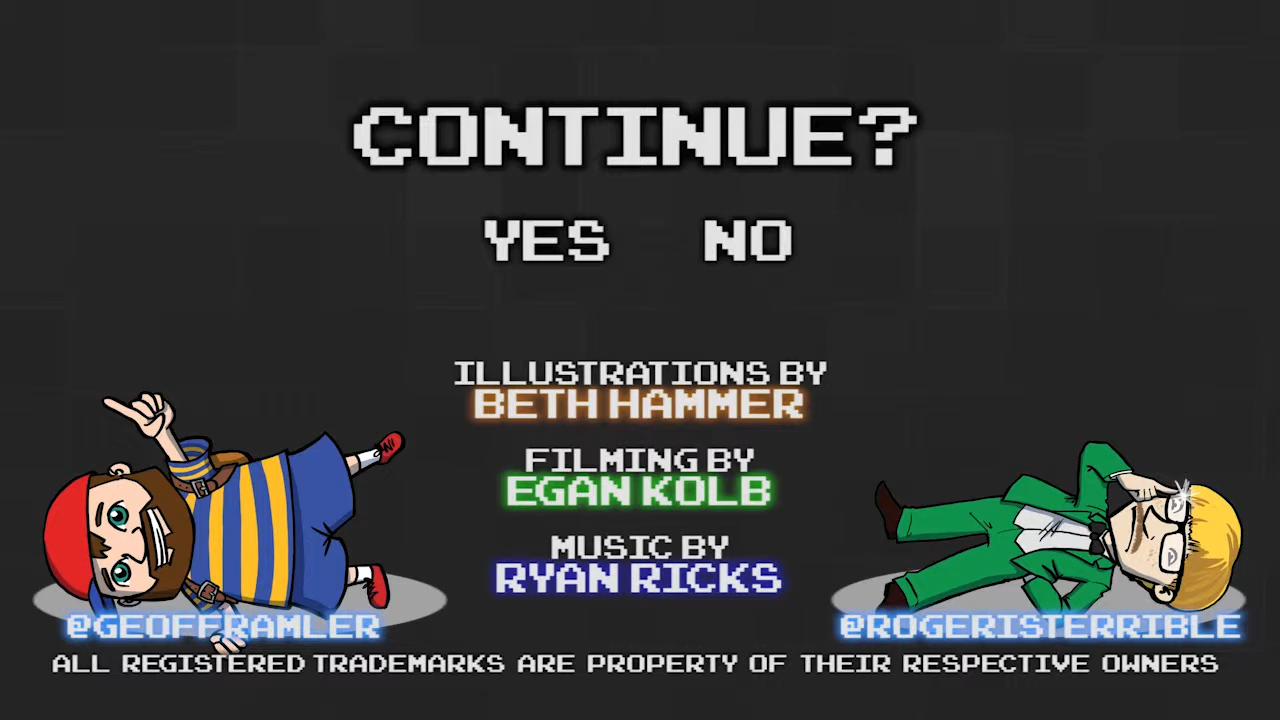 CONTINUE?
YES NO
ILLUSTRATIONS BY
BETH HAMMER
FILMING BY
EGAN KOLB
MUSIC BY
RYAN RICKS
@GEOFFRAMLER @ROGERISTERRIBLE
ALL REGISTERED TRADEMARKS ARE PROPERTY OF THEIR RESPECTIVE OWNERS